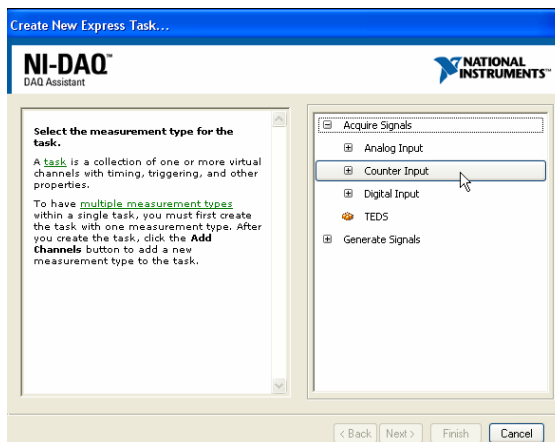 Create New Express Task...
NI-DAQ™
DAQ Assistant
NATIONAL
INSTRUMENTS™
Select the measurement type for the
task.
A task is a collection of one or more virtual
channels with timing, triggering, and other
properties.
To have multiple measurement types
within a single task, you must first create
the task with one measurement type. After
you create the task, click the Add
Channels button to add a new
measurement type to the task.
Acquire Signals
Analog Input
Counter Input
Digital Input
TEDS
Generate Signals
< Back
Next >
Finish
Cancel